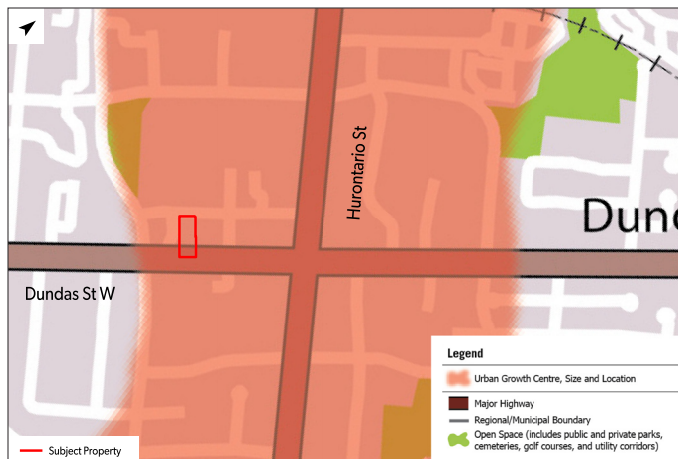 Hurontario St
Dund
Dundas St W
Legend
Urban Growth Centre, Size and Location
Major Highway
Regional/Municipal Boundary
Open Space (includes public and private parks,
cemeteries, golf courses, and utility corridors)
Subject Property